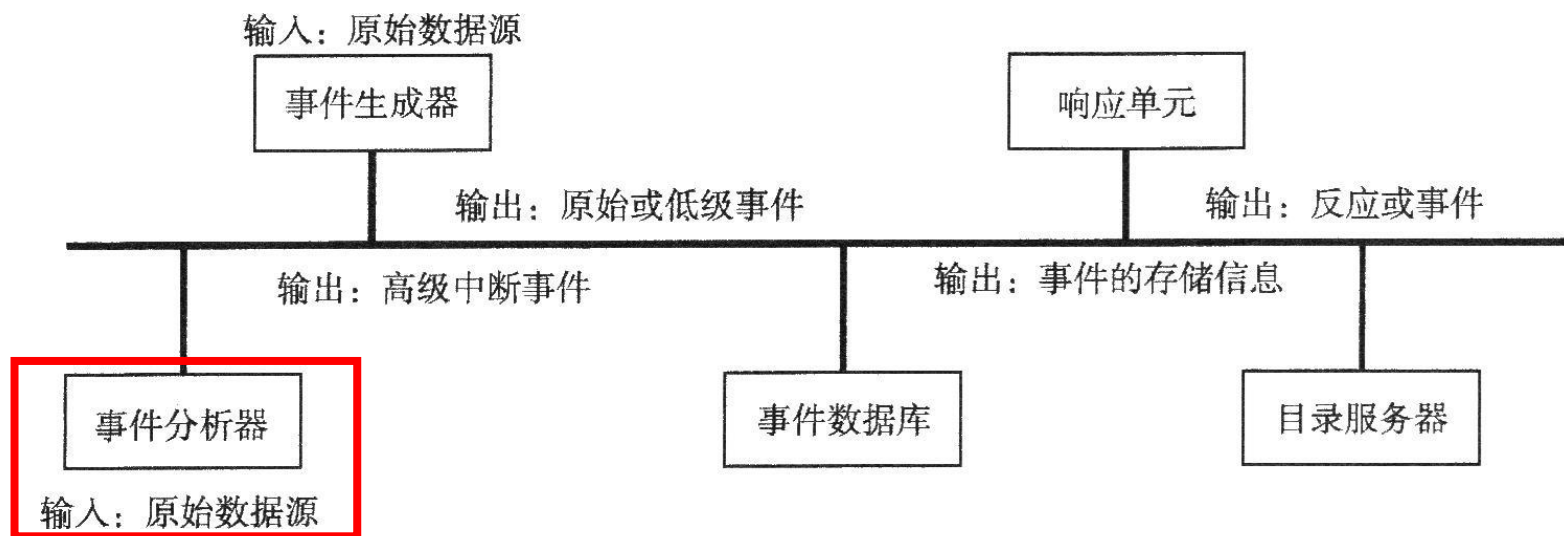 输入：原始数据源
事件生成器
响应单元
输出：原始或低级事件
输出：反应或事件
输出：高级中断事件
输出：事件的存储信息
事件分析器
事件数据库
目录服务器
输入：原始数据源